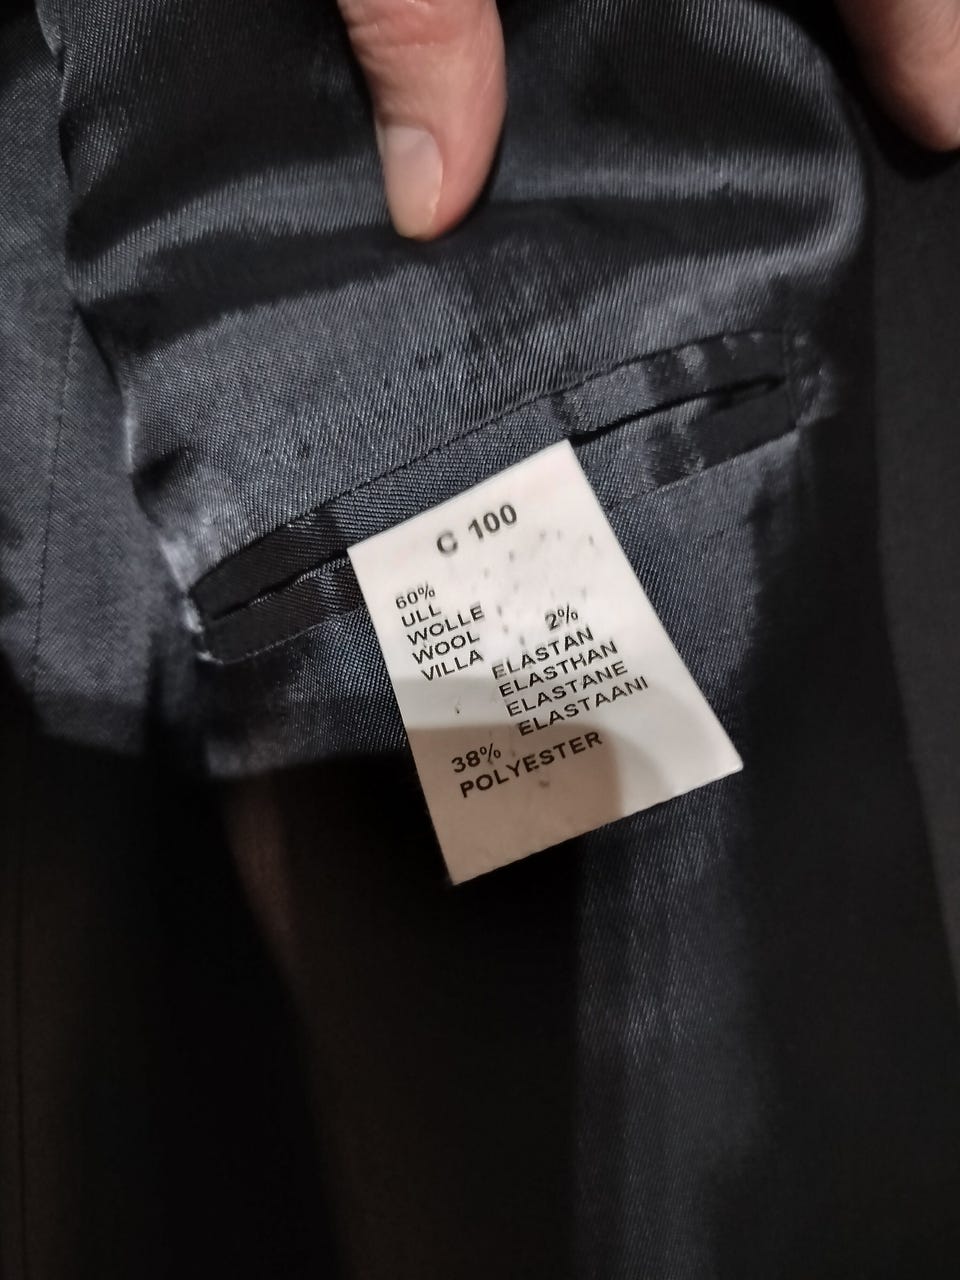 C 100
60%
ULL
WOLLE
WOOL
VILLA
2%
ELASTAN
ELASTHAN
ELASTANE
ELASTAANI
38%
POLYESTER